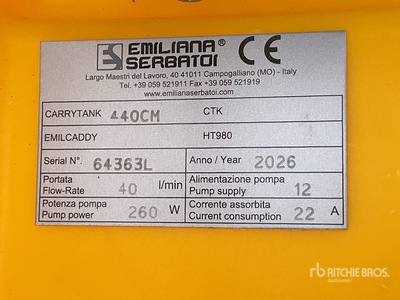 EMILIANA® SERBATOI CE
Largo Maestri del Lavoro, 40 41011 Campogalliano (MO) - Italy
Tel. +39 059 521911 Fax +39 059 521919
www.emilianaserbatoi.com
CARRYTANK 440CM CTK
EMILCADDY HT980
Serial N°. 64363L Anno / Year 2026
Portata Flow-Rate 40 l/min Alimentazione pompa Pump supply 12
Potenza pompa Pump power 260 W Corrente assorbita Current consumption 22 A
rb RITCHIE BROS.